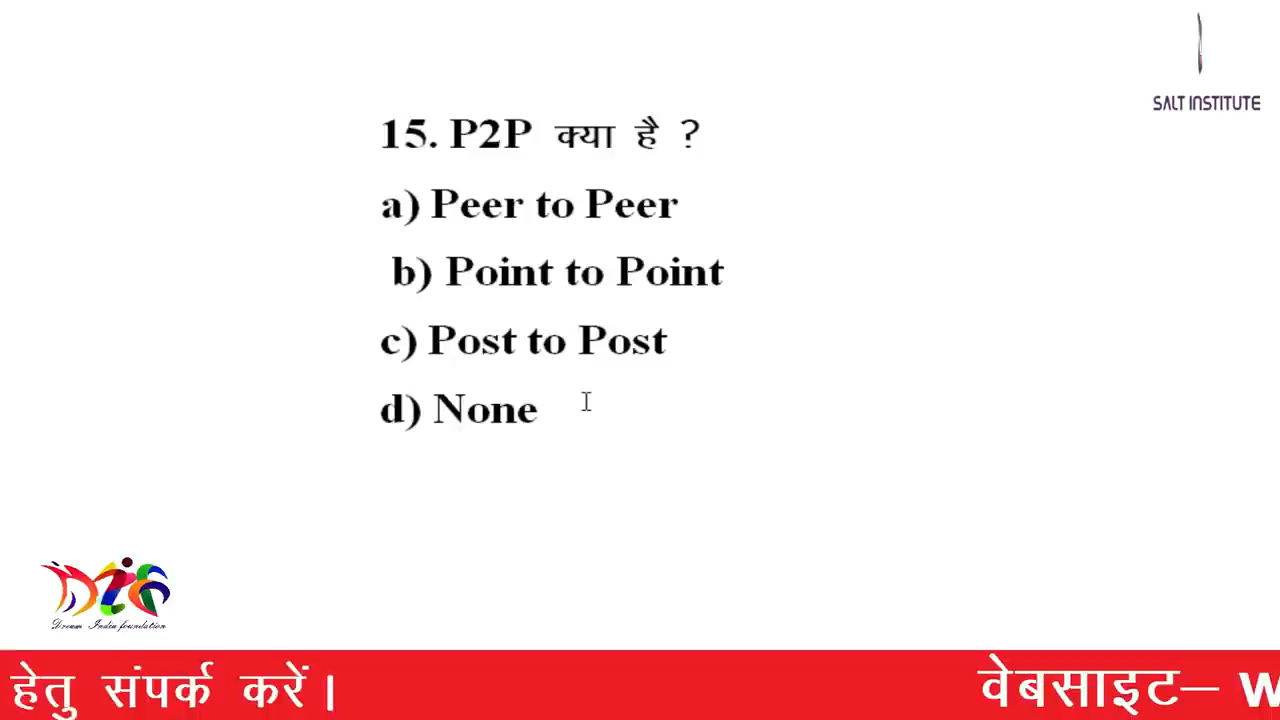 SALT INSTITUTE
15. P2P क्या है ?
a) Peer to Peer
b) Point to Point
c) Post to Post
d) None
Dream India foundation
हेतु संपर्क करें। वेबसाइट– W